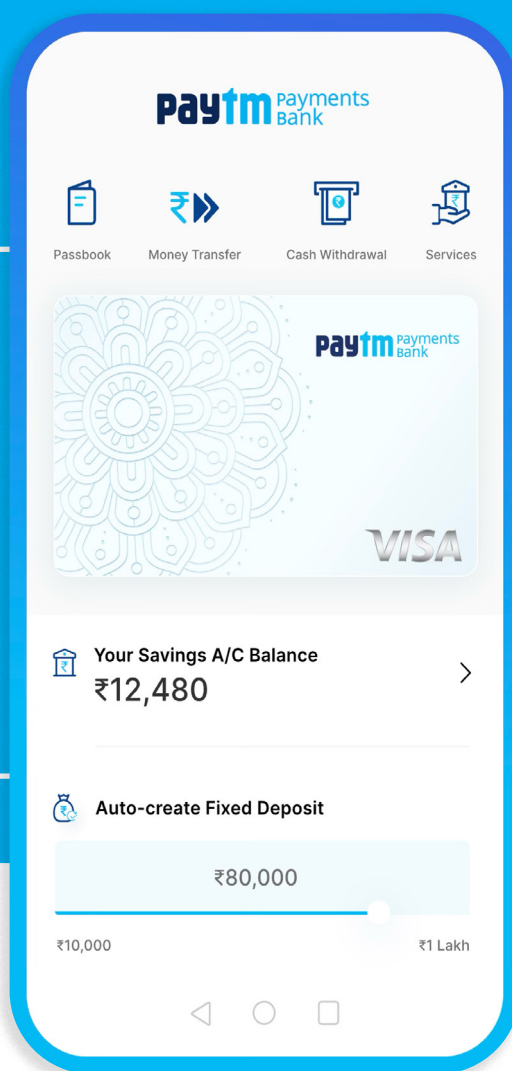 Paytm Payments Bank
Passbook Money Transfer Cash Withdrawal Services
Paytm Payments Bank
VISA
Your Savings A/C Balance
₹12,480
Auto-create Fixed Deposit
₹80,000
₹10,000 ₹1 Lakh